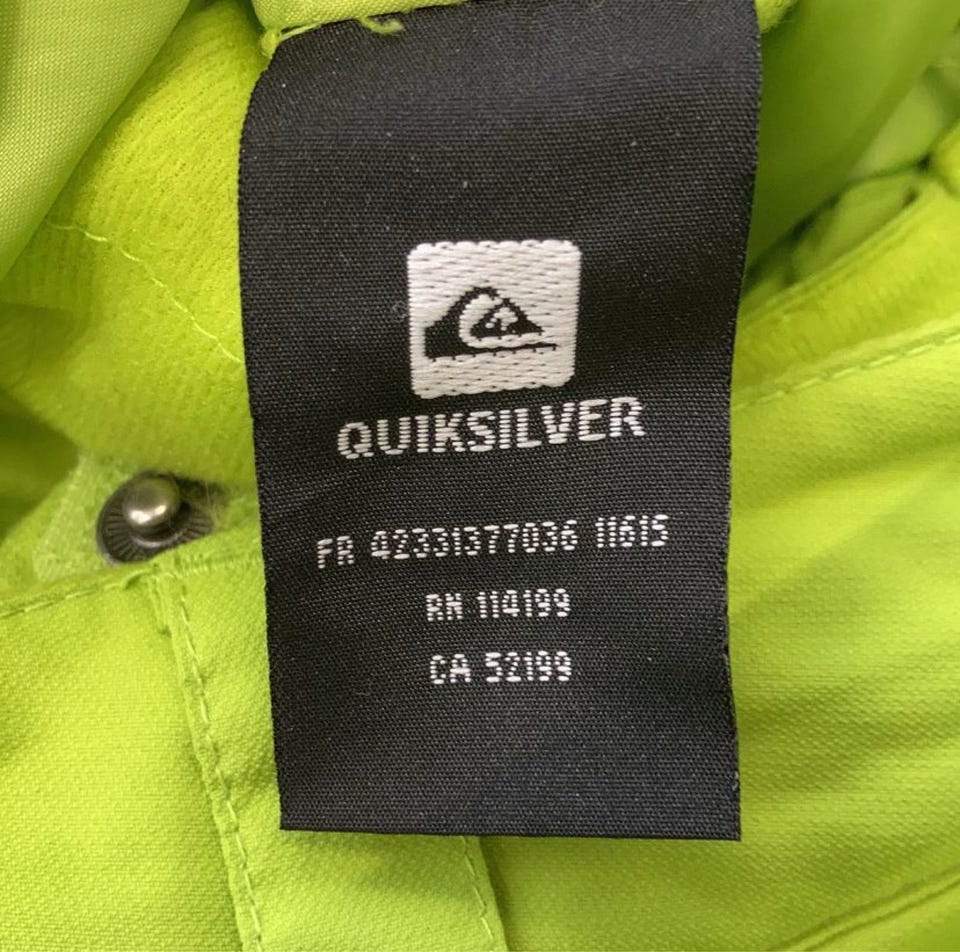 QUIKSILVER
FR 42331377036 11615
RN 114199
CA 52199